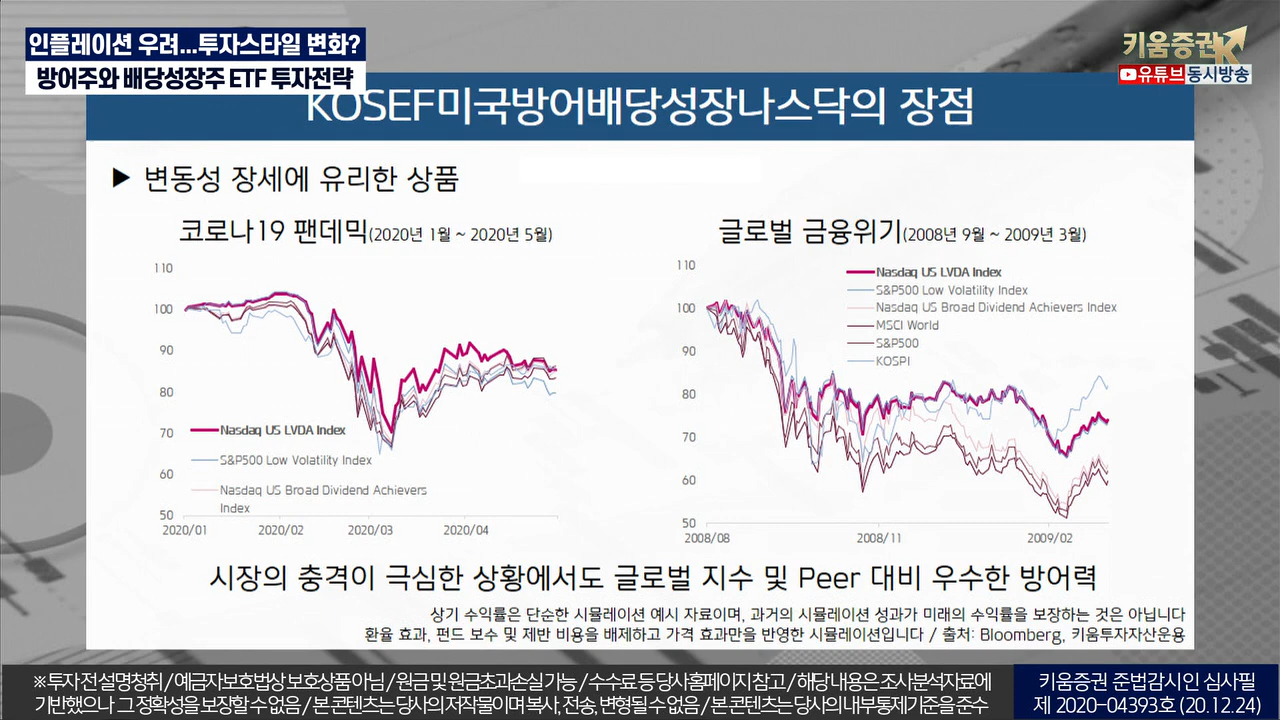 인플레이션 우려...투자스타일 변화?
방어주와 배당성장주 ETF 투자전략
키움증권
유튜브동시방송
KOSEF미국방어배당성장나스닥의 장점
▶ 변동성 장세에 유리한 상품
코로나19 팬데믹(2020년 1월 ~ 2020년 5월)
110
100
90
80
70
60
50
2020/01 2020/02 2020/03 2020/04
Nasdaq US LVDA Index
S&P500 Low Volatility Index
Nasdaq US Broad Dividend Achievers
Index
글로벌 금융위기(2008년 9월 ~ 2009년 3월)
110
100
90
80
70
60
50
2008/08 2008/11 2009/02
Nasdaq US LVDA Index
S&P500 Low Volatility Index
Nasdaq US Broad Dividend Achievers Index
MSCI World
S&P500
KOSPI
시장의 충격이 극심한 상황에서도 글로벌 지수 및 Peer 대비 우수한 방어력
상기 수익률은 단순한 시뮬레이션 예시 자료이며, 과거의 시뮬레이션 성과가 미래의 수익률을 보장하는 것은 아닙니다
환율 효과, 펀드 보수 및 제반 비용을 배제하고 가격 효과만을 반영한 시뮬레이션입니다 / 출처: Bloomberg, 키움투자자산운용
※ 투자 전 설명청취 / 예금자보호법상 보호상품 아님 / 원금 및 원금초과손실 가능 / 수수료 등 당사홈페이지 참고 / 해당 내용은 조사분석자료에
기반했으나 그 정확성을 보장할 수 없음 / 본 콘텐츠는 당사의 저작물이며 복사, 전송, 변형될 수 없음 / 본 콘텐츠는 당사의 내부통제기준을 준수
키움증권 준법감시인 심사필
제 2020-04393호 (20.12.24)